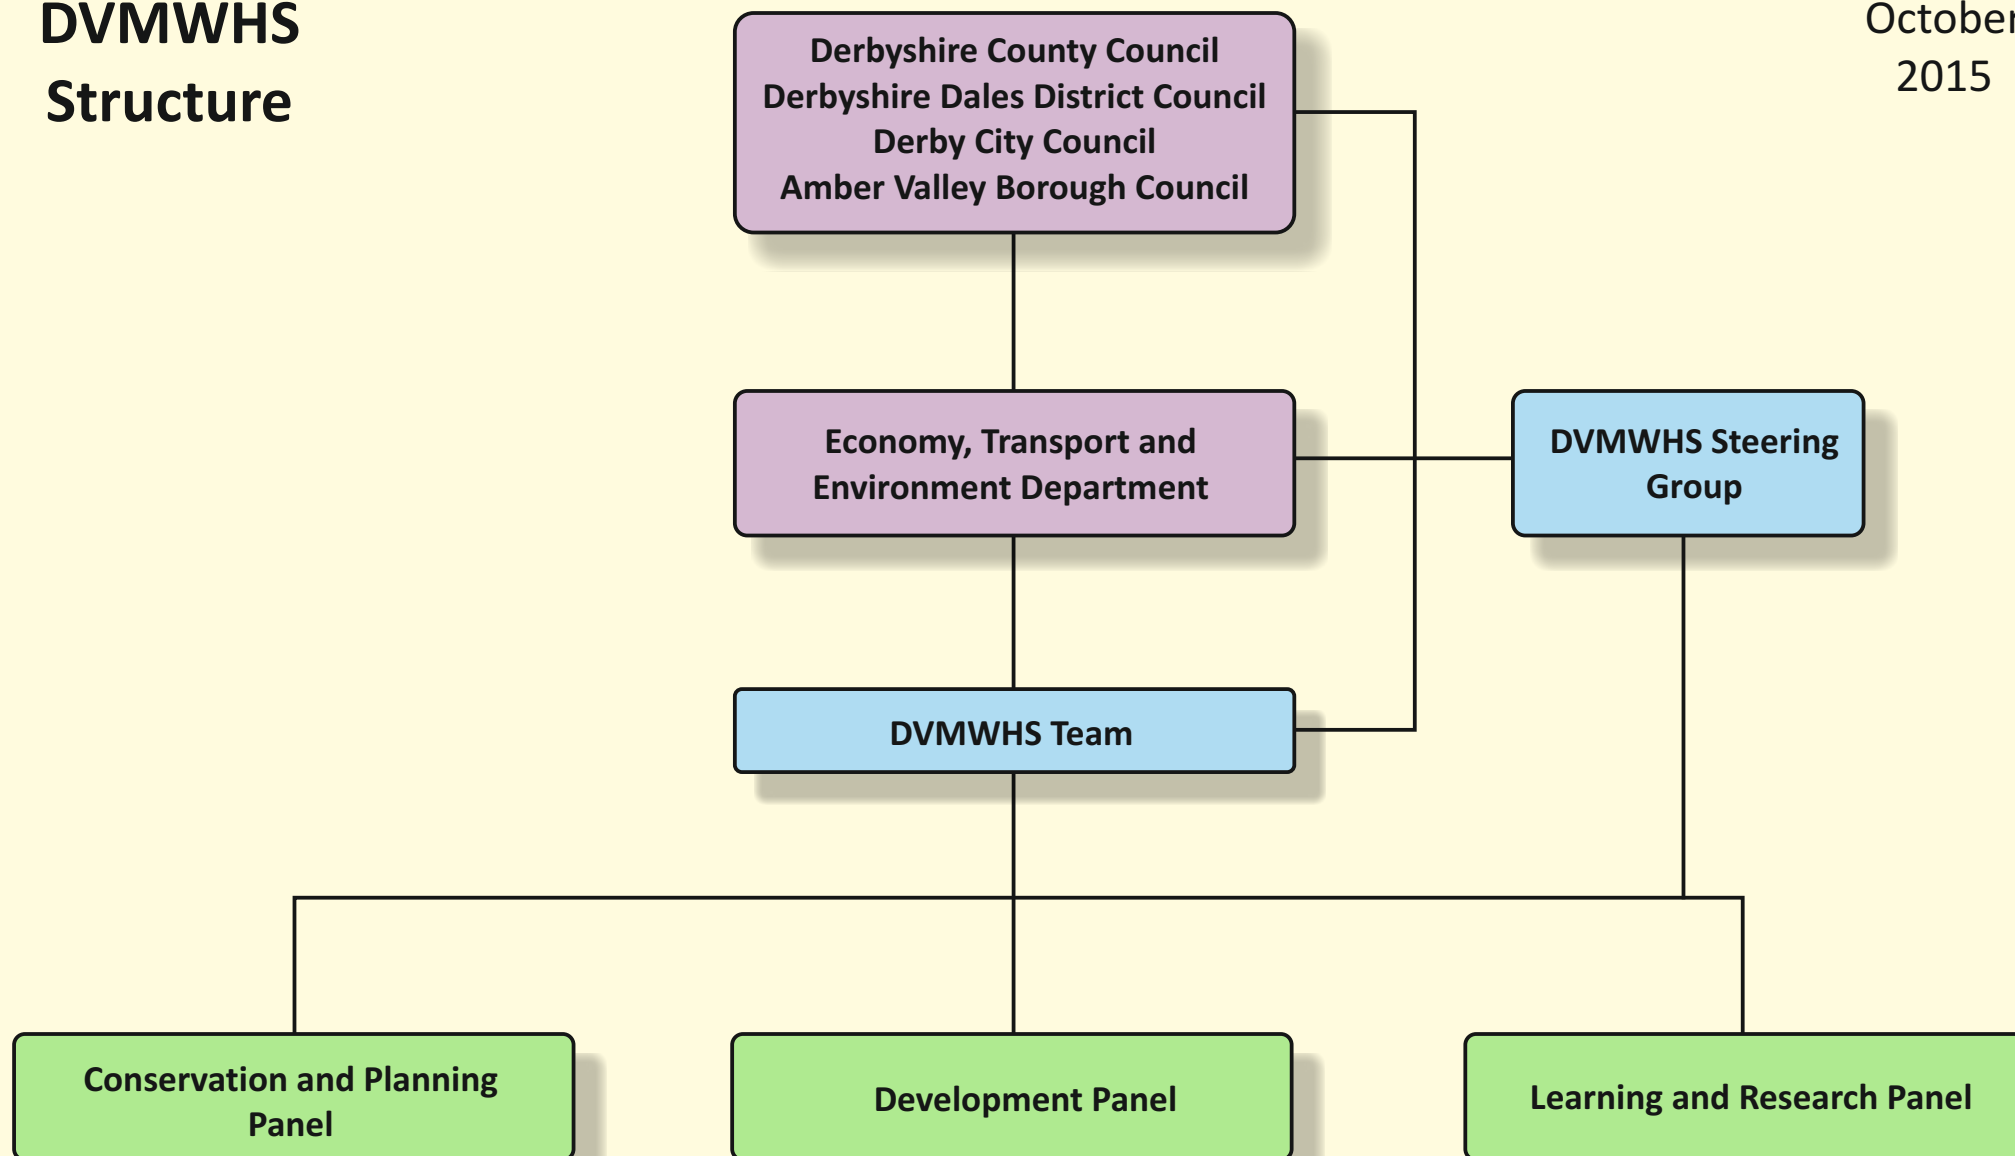 DVMWHS
Structure
October
2015
Derbyshire County Council
Derbyshire Dales District Council
Derby City Council
Amber Valley Borough Council
Economy, Transport and
Environment Department
DVMWHS Steering
Group
DVMWHS Team
Conservation and Planning
Panel
Development Panel
Learning and Research Panel